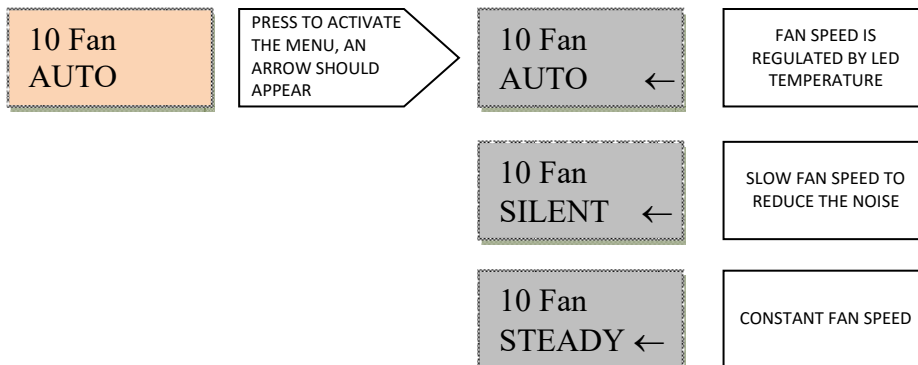 10 Fan
AUTO
PRESS TO ACTIVATE
THE MENU, AN
ARROW SHOULD
APPEAR
10 Fan
AUTO ←
FAN SPEED IS
REGULATED BY LED
TEMPERATURE
10 Fan
SILENT ←
SLOW FAN SPEED TO
REDUCE THE NOISE
10 Fan
STEADY ←
CONSTANT FAN SPEED